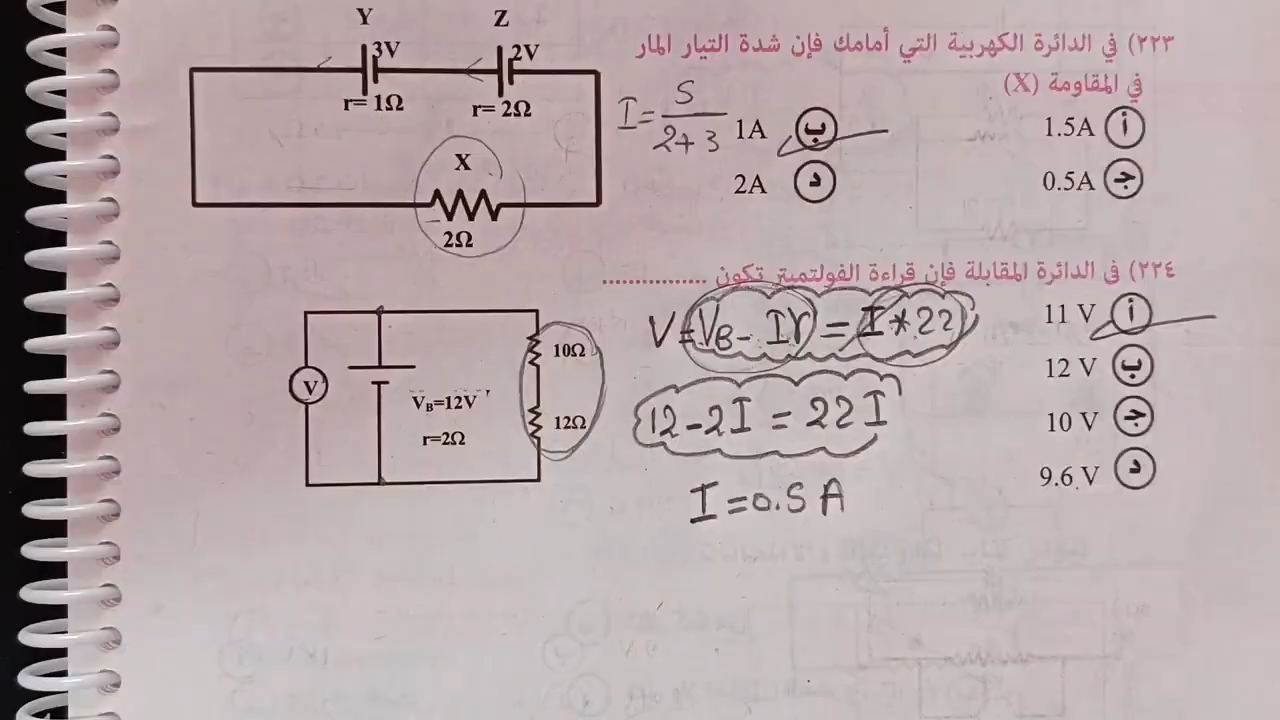 ٢٢٣) في الدائرة الكهربية التي أمامك فإن شدة التيار المار
في المقاومة (X)
أ 1.5A
ب 1A
ج 0.5A
د 2A
I = 5/(2+3)
Y Z
3V 2V
r= 1Ω r= 2Ω
X
2Ω
٢٢٤) في الدائرة المقابلة فإن قراءة الفولتميتر تكون ................
أ 11 V
ب 12 V
ج 10 V
د 9.6 V
V = VB - Ir = I * 22
12 - 2I = 22I
I = 0.5 A
V
VB=12V
r=2Ω
10Ω
12Ω